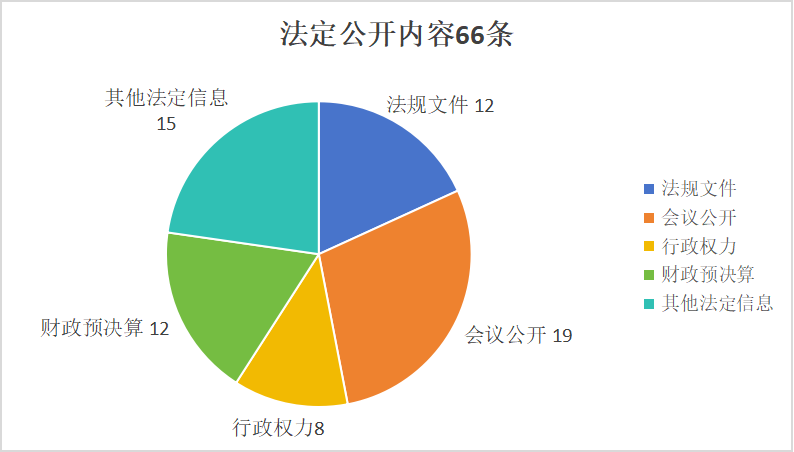 法定公开内容66条
其他法定信息
15
法规文件 12
会议公开 19
行政权力8
财政预决算 12
法规文件
会议公开
行政权力
财政预决算
其他法定信息